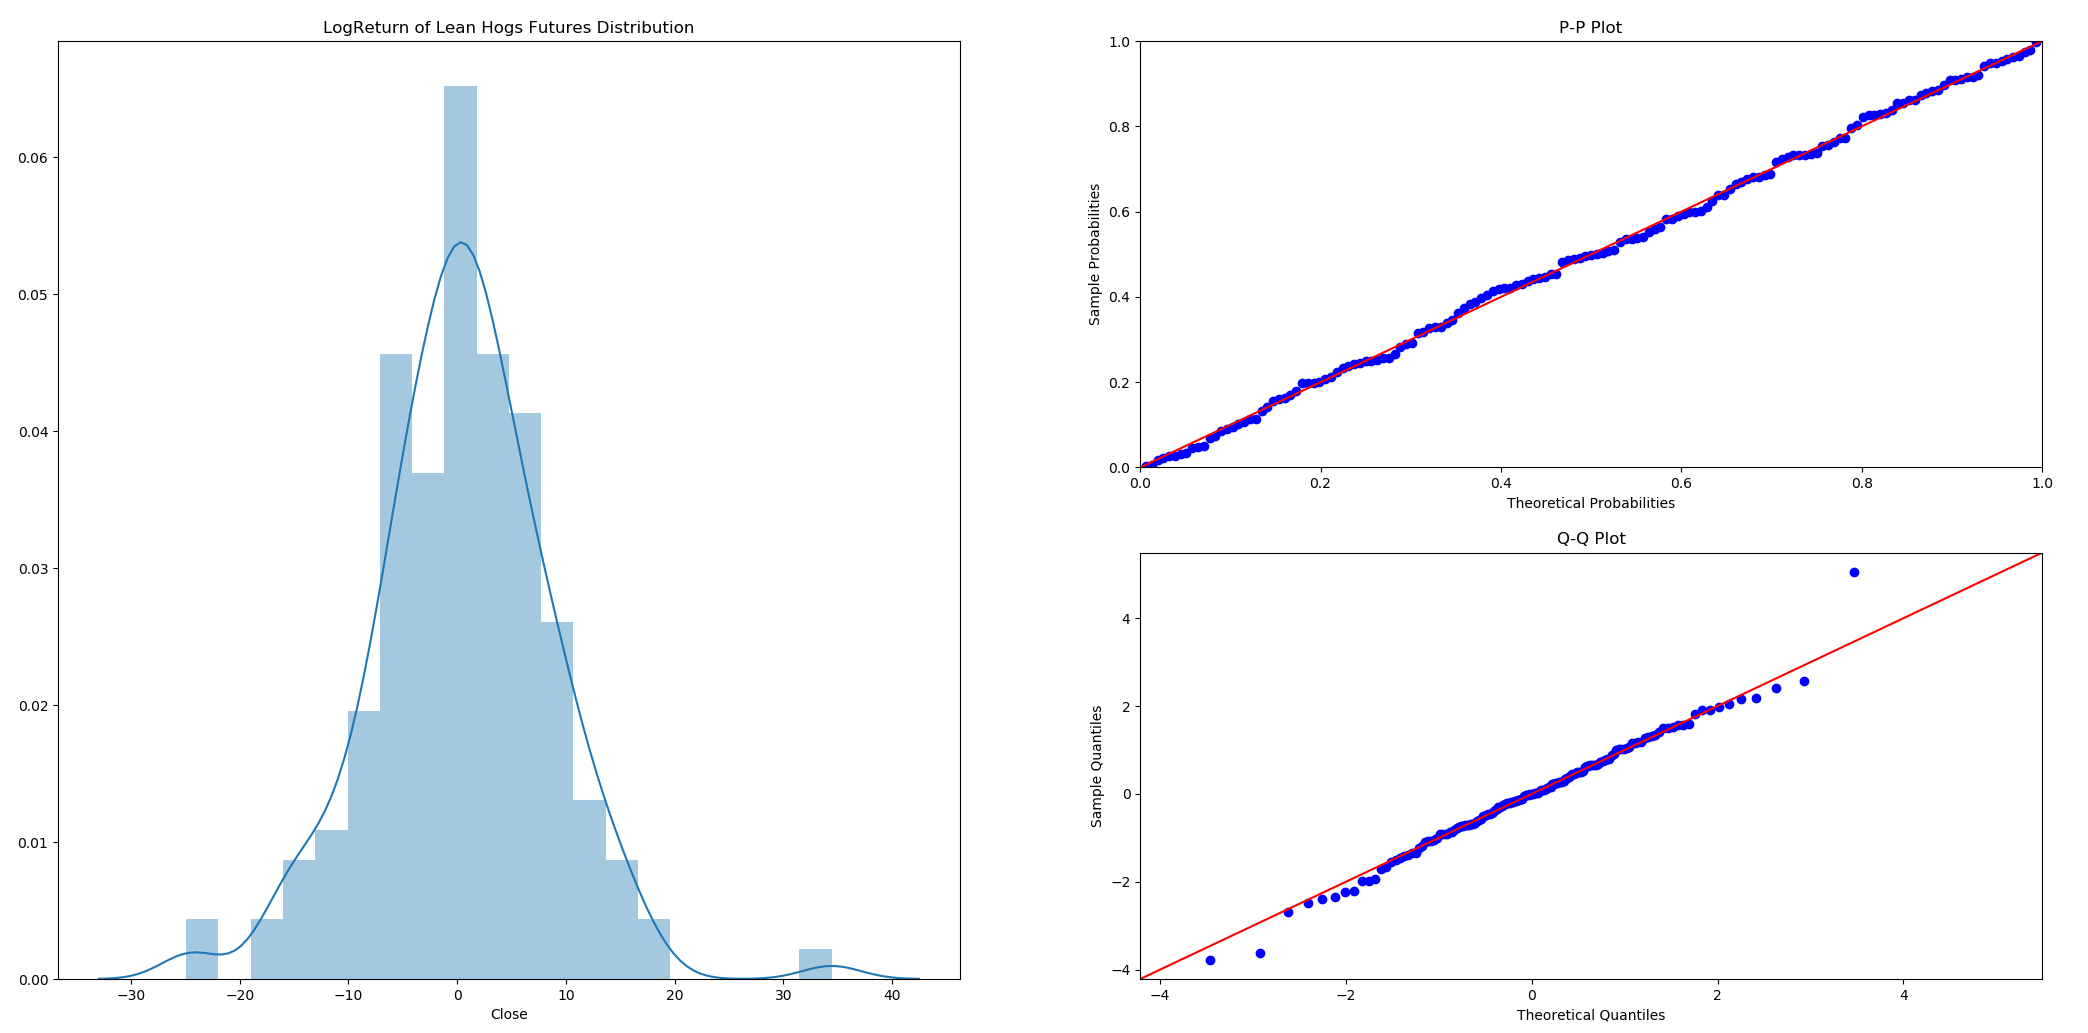 LogReturn of Lean Hogs Futures Distribution
0.06
0.05
0.04
0.03
0.02
0.01
0.00
−30 −20 −10 0 10 20 30 40
Close
P-P Plot
1.0
0.8
0.6
0.4
0.2
0.0
Sample Probabilities
0.0 0.2 0.4 0.6 0.8 1.0
Theoretical Probabilities
Q-Q Plot
4
2
0
−2
−4
Sample Quantiles
−4 −2 0 2 4
Theoretical Quantiles